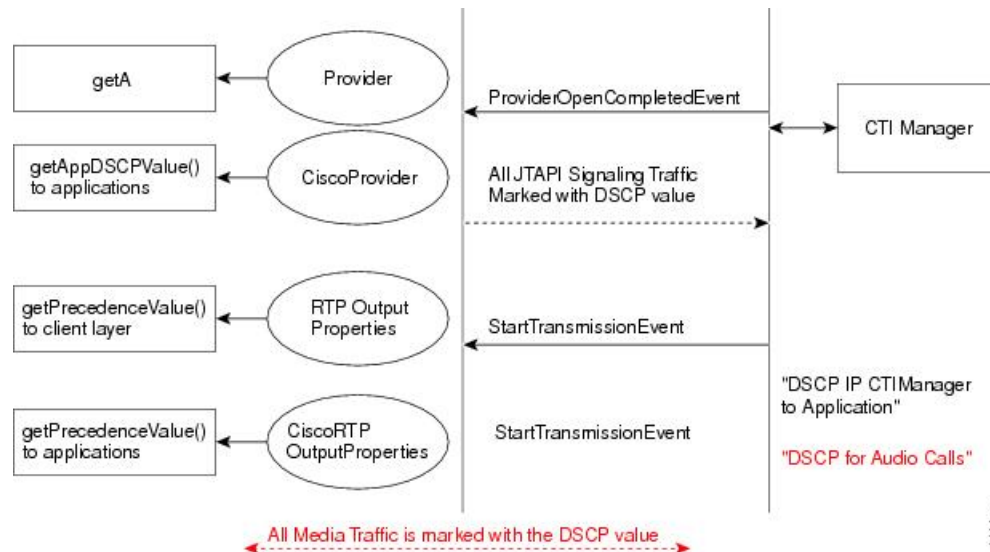 getA
Provider
ProviderOpenCompletedEvent
CTI Manager
getAppDSCPValue()
to applications
CiscoProvider
All JTAPI Signaling Traffic
Marked with DSCP value
getPrecedenceValue()
to client layer
RTP Output
Properties
StartTransmissionEvent
"DSCP IP CTIManager
to Application"
getPrecedenceValue()
to applications
CiscoRTP
OutputProperties
StartTransmissionEvent
"DSCP for Audio Calls"
All Media Traffic is marked with the DSCP value